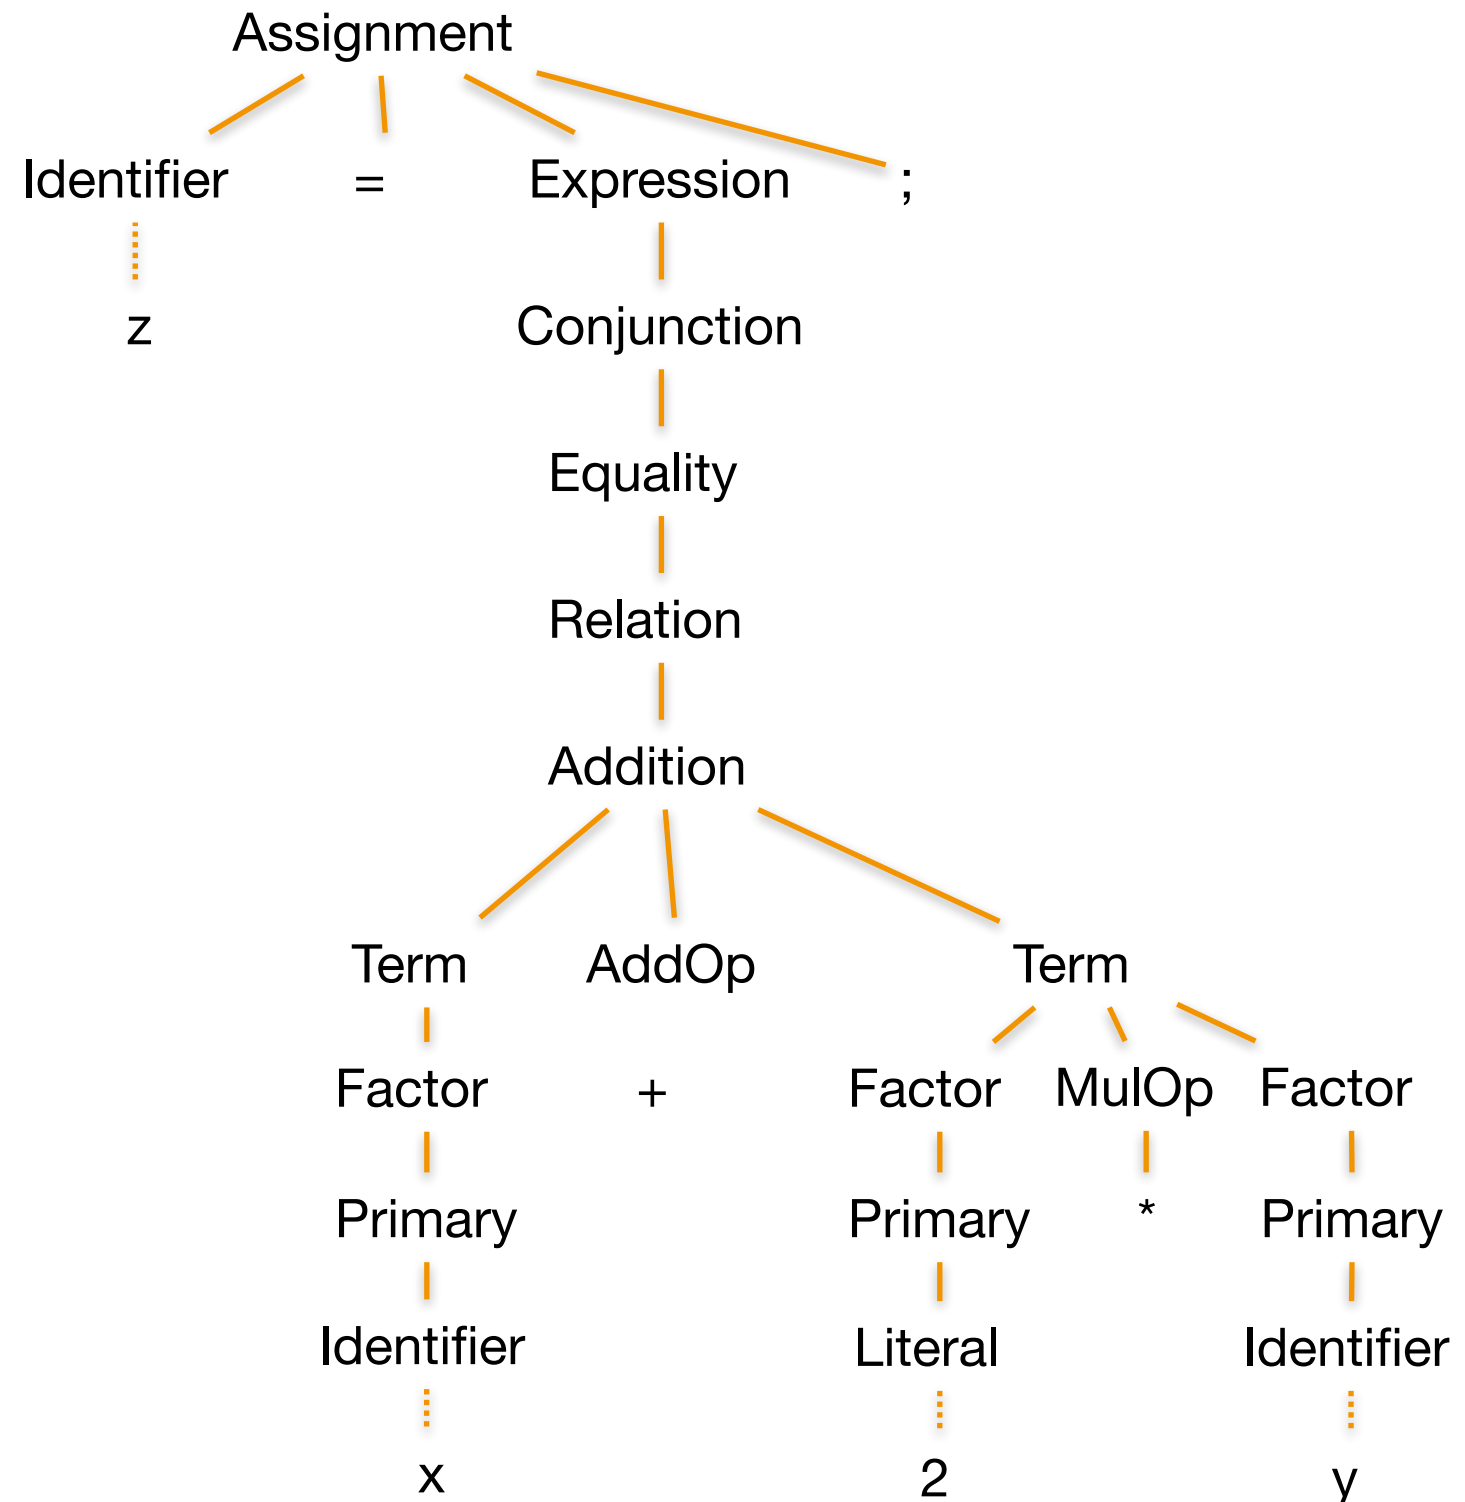 Assignment
Identifier = Expression ;
z Conjunction
Equality
Relation
Addition
Term AddOp Term
Factor + Factor MulOp Factor
Primary Primary * Primary
Identifier Literal Identifier
x 2 y